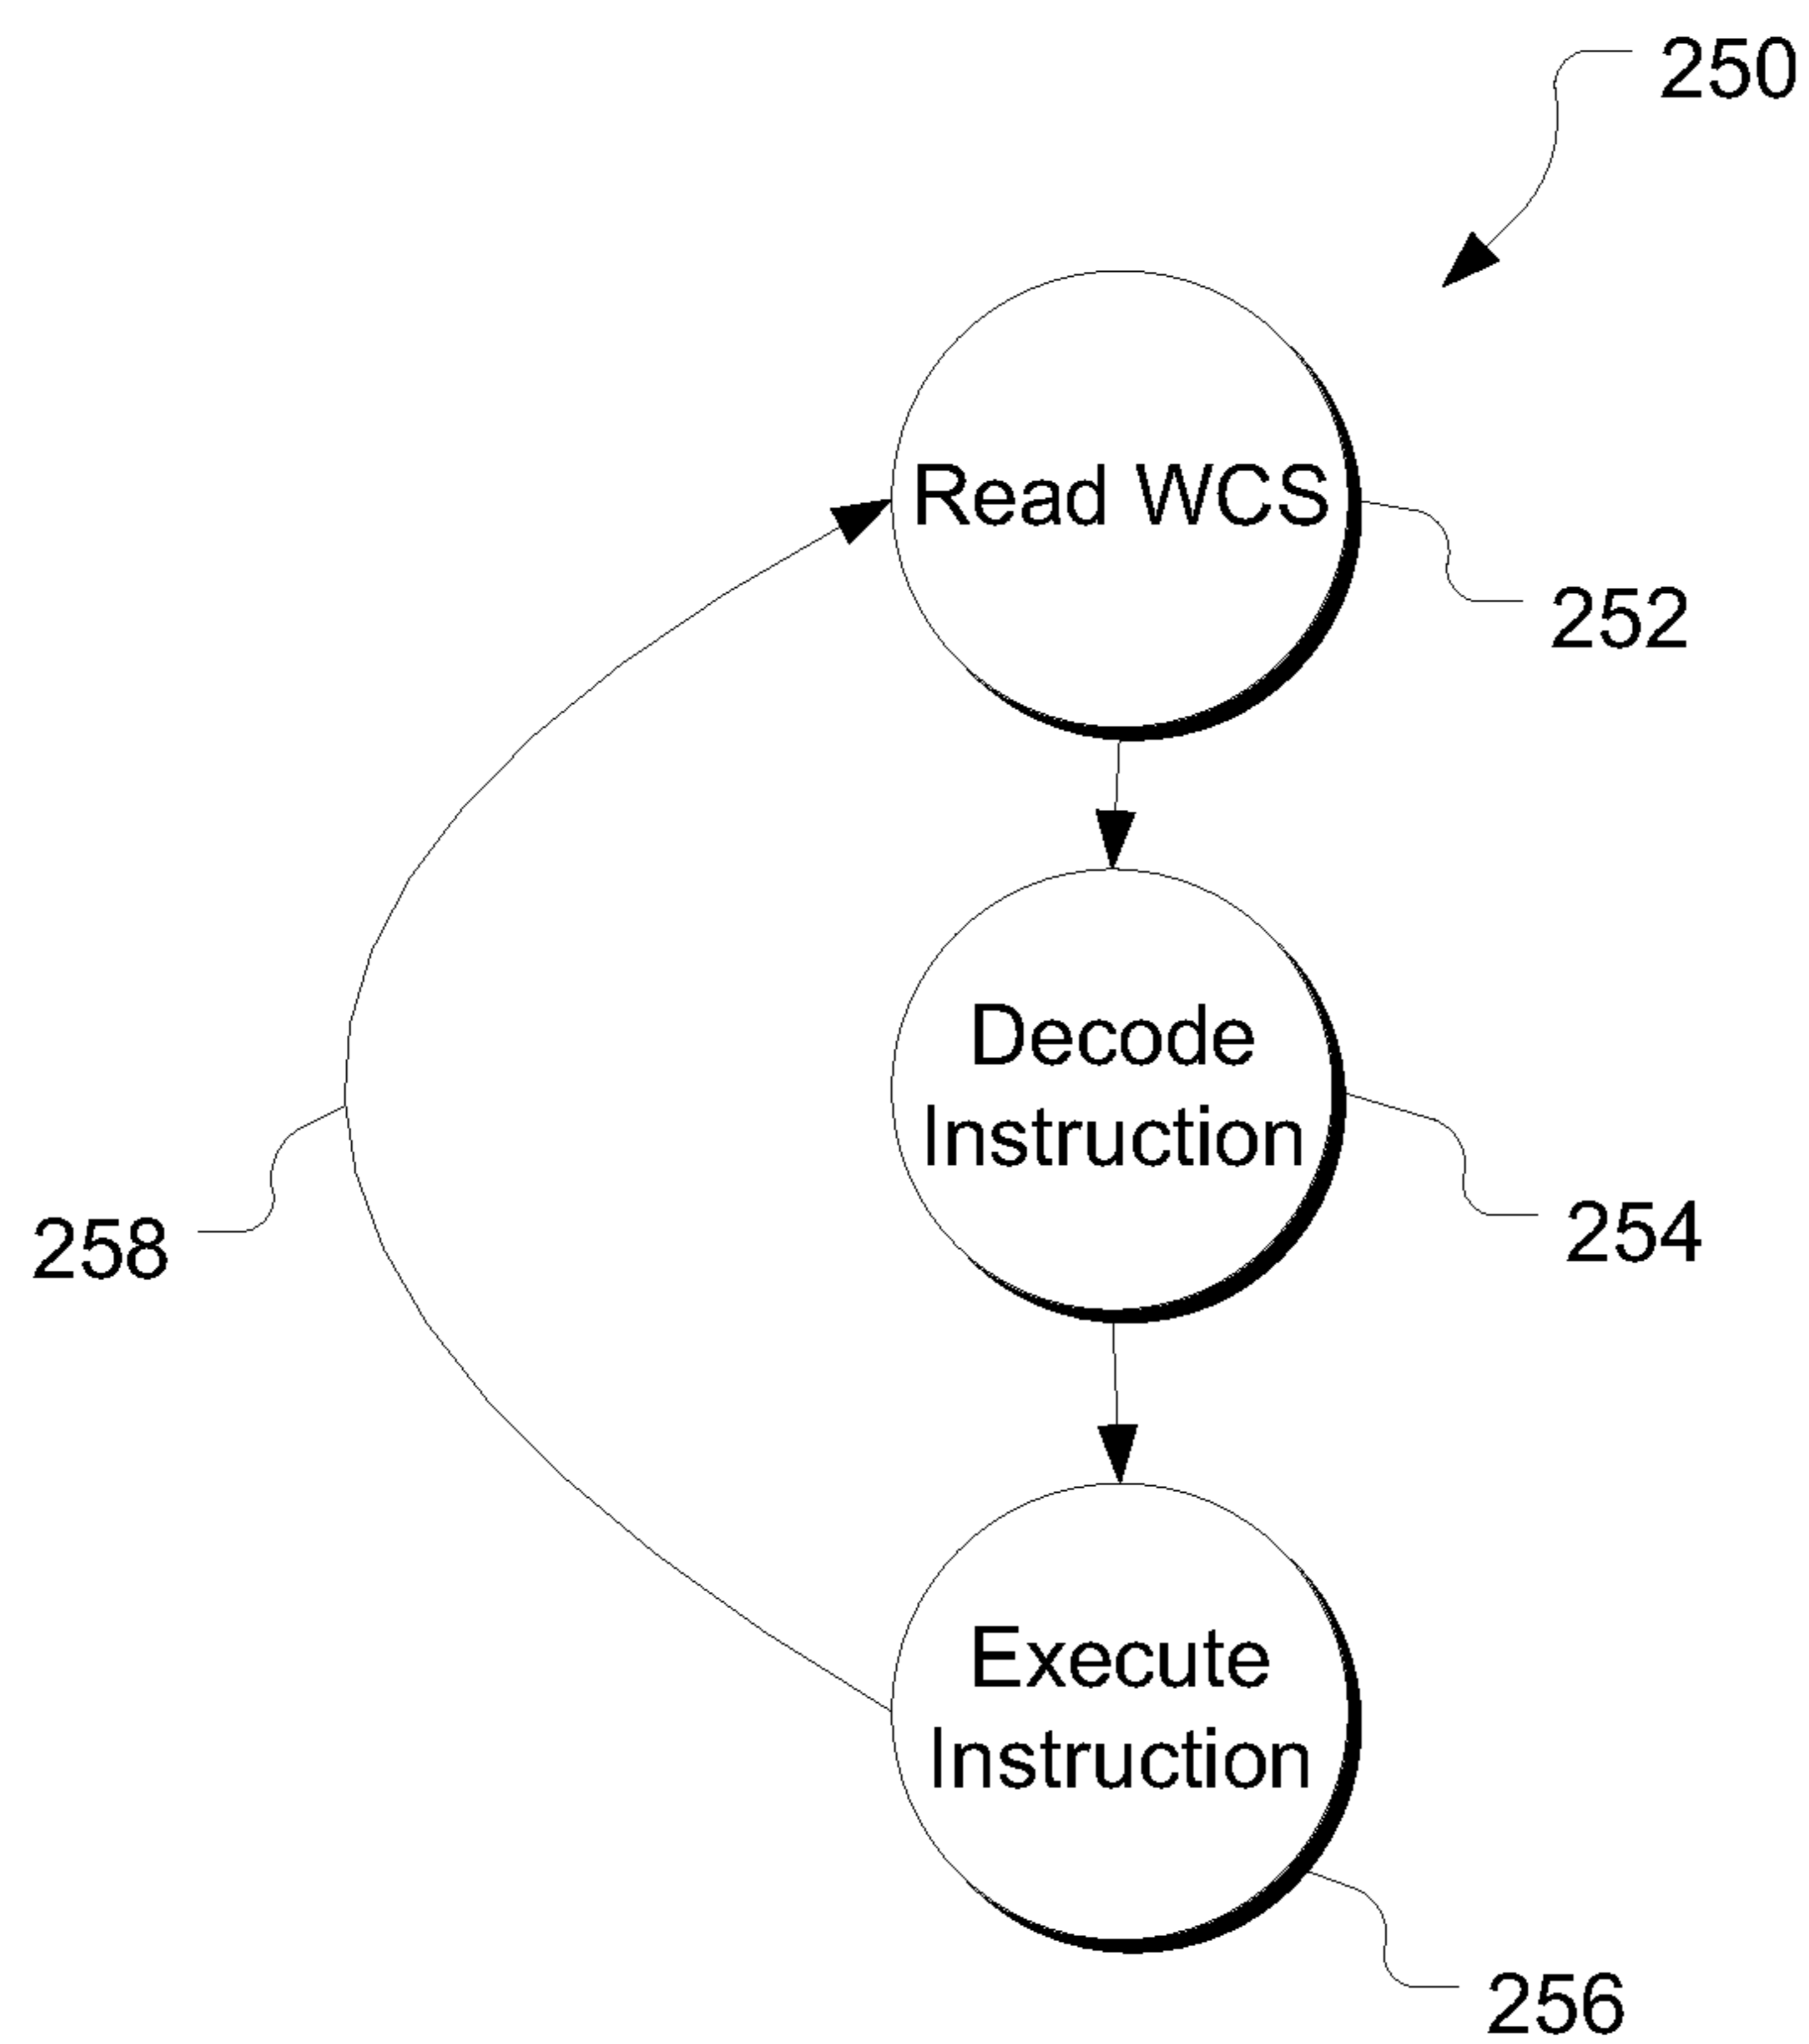 250
Read WCS
252
Decode
Instruction
254
258
Execute
Instruction
256